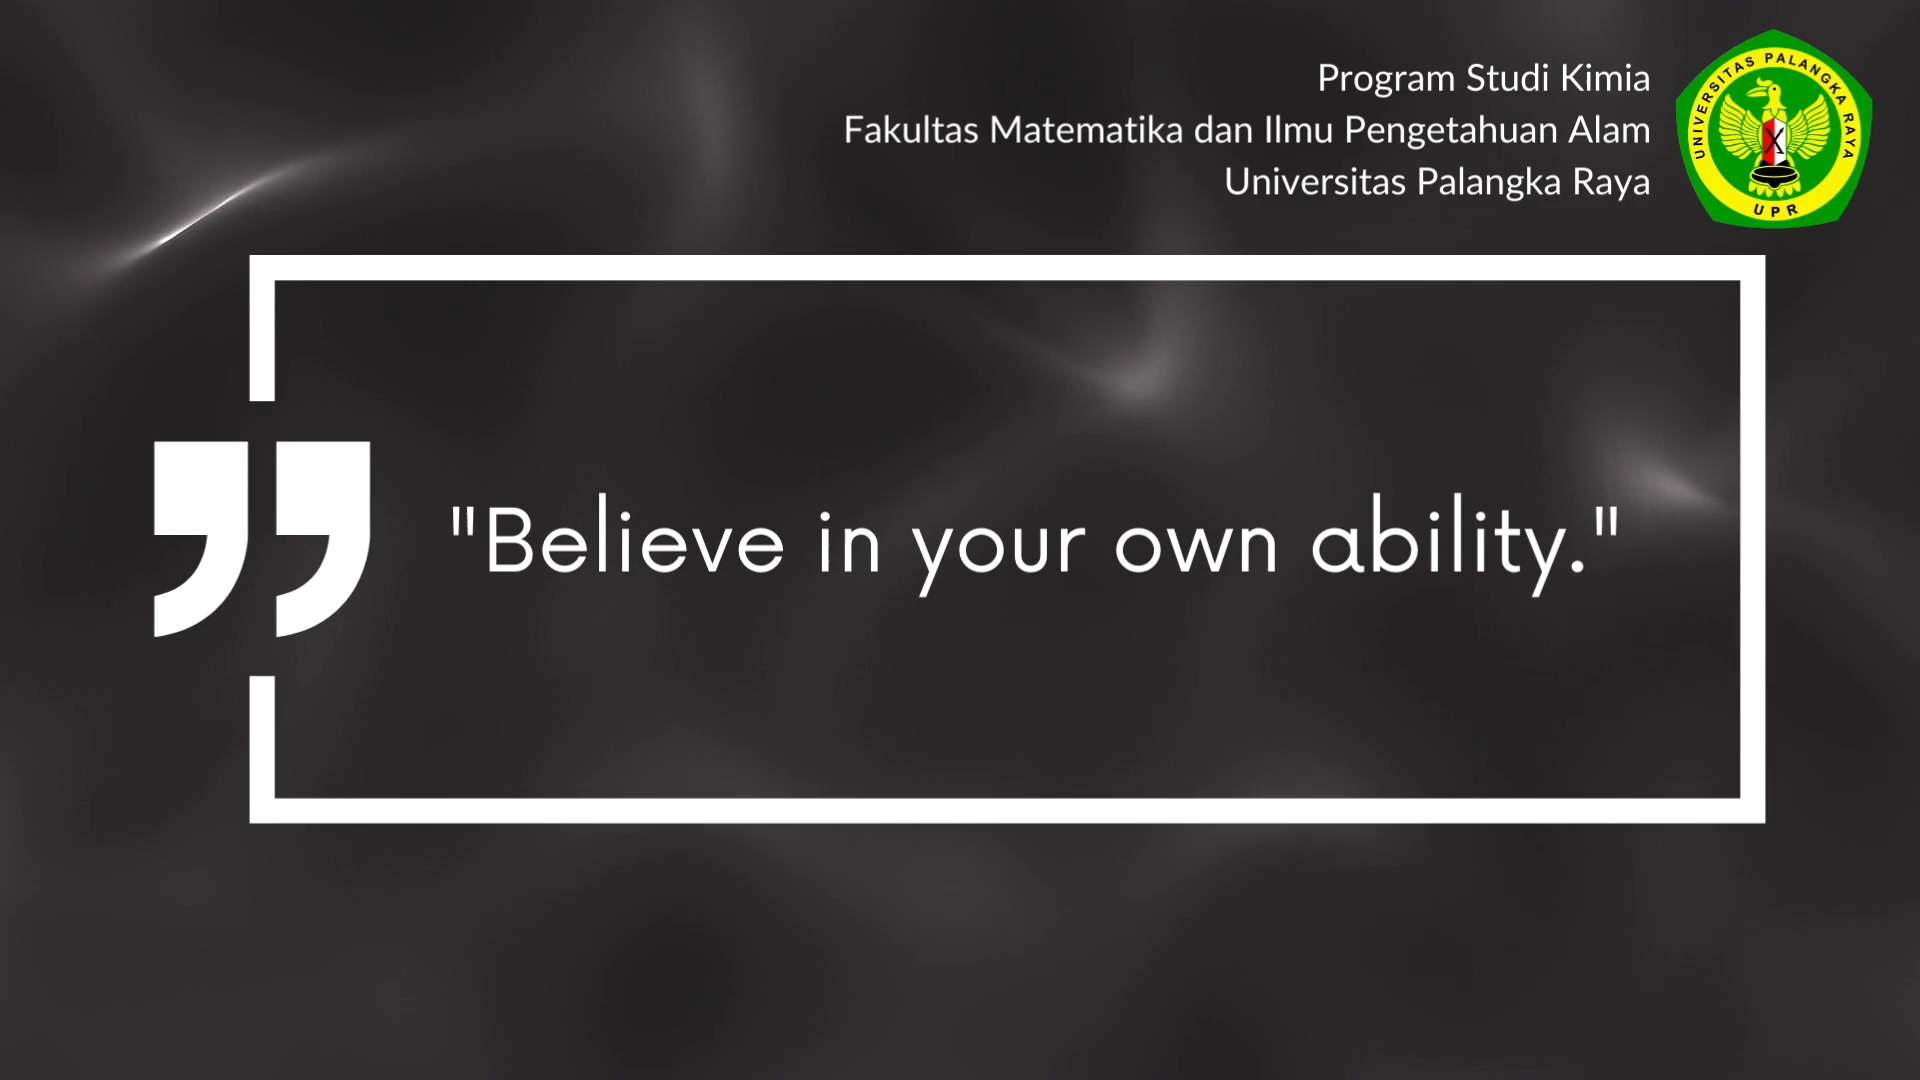 Program Studi Kimia
Fakultas Matematika dan Ilmu Pengetahuan Alam
Universitas Palangka Raya
UNIVERSITAS PALANGKA RAYA
UPR
"Believe in your own ability."